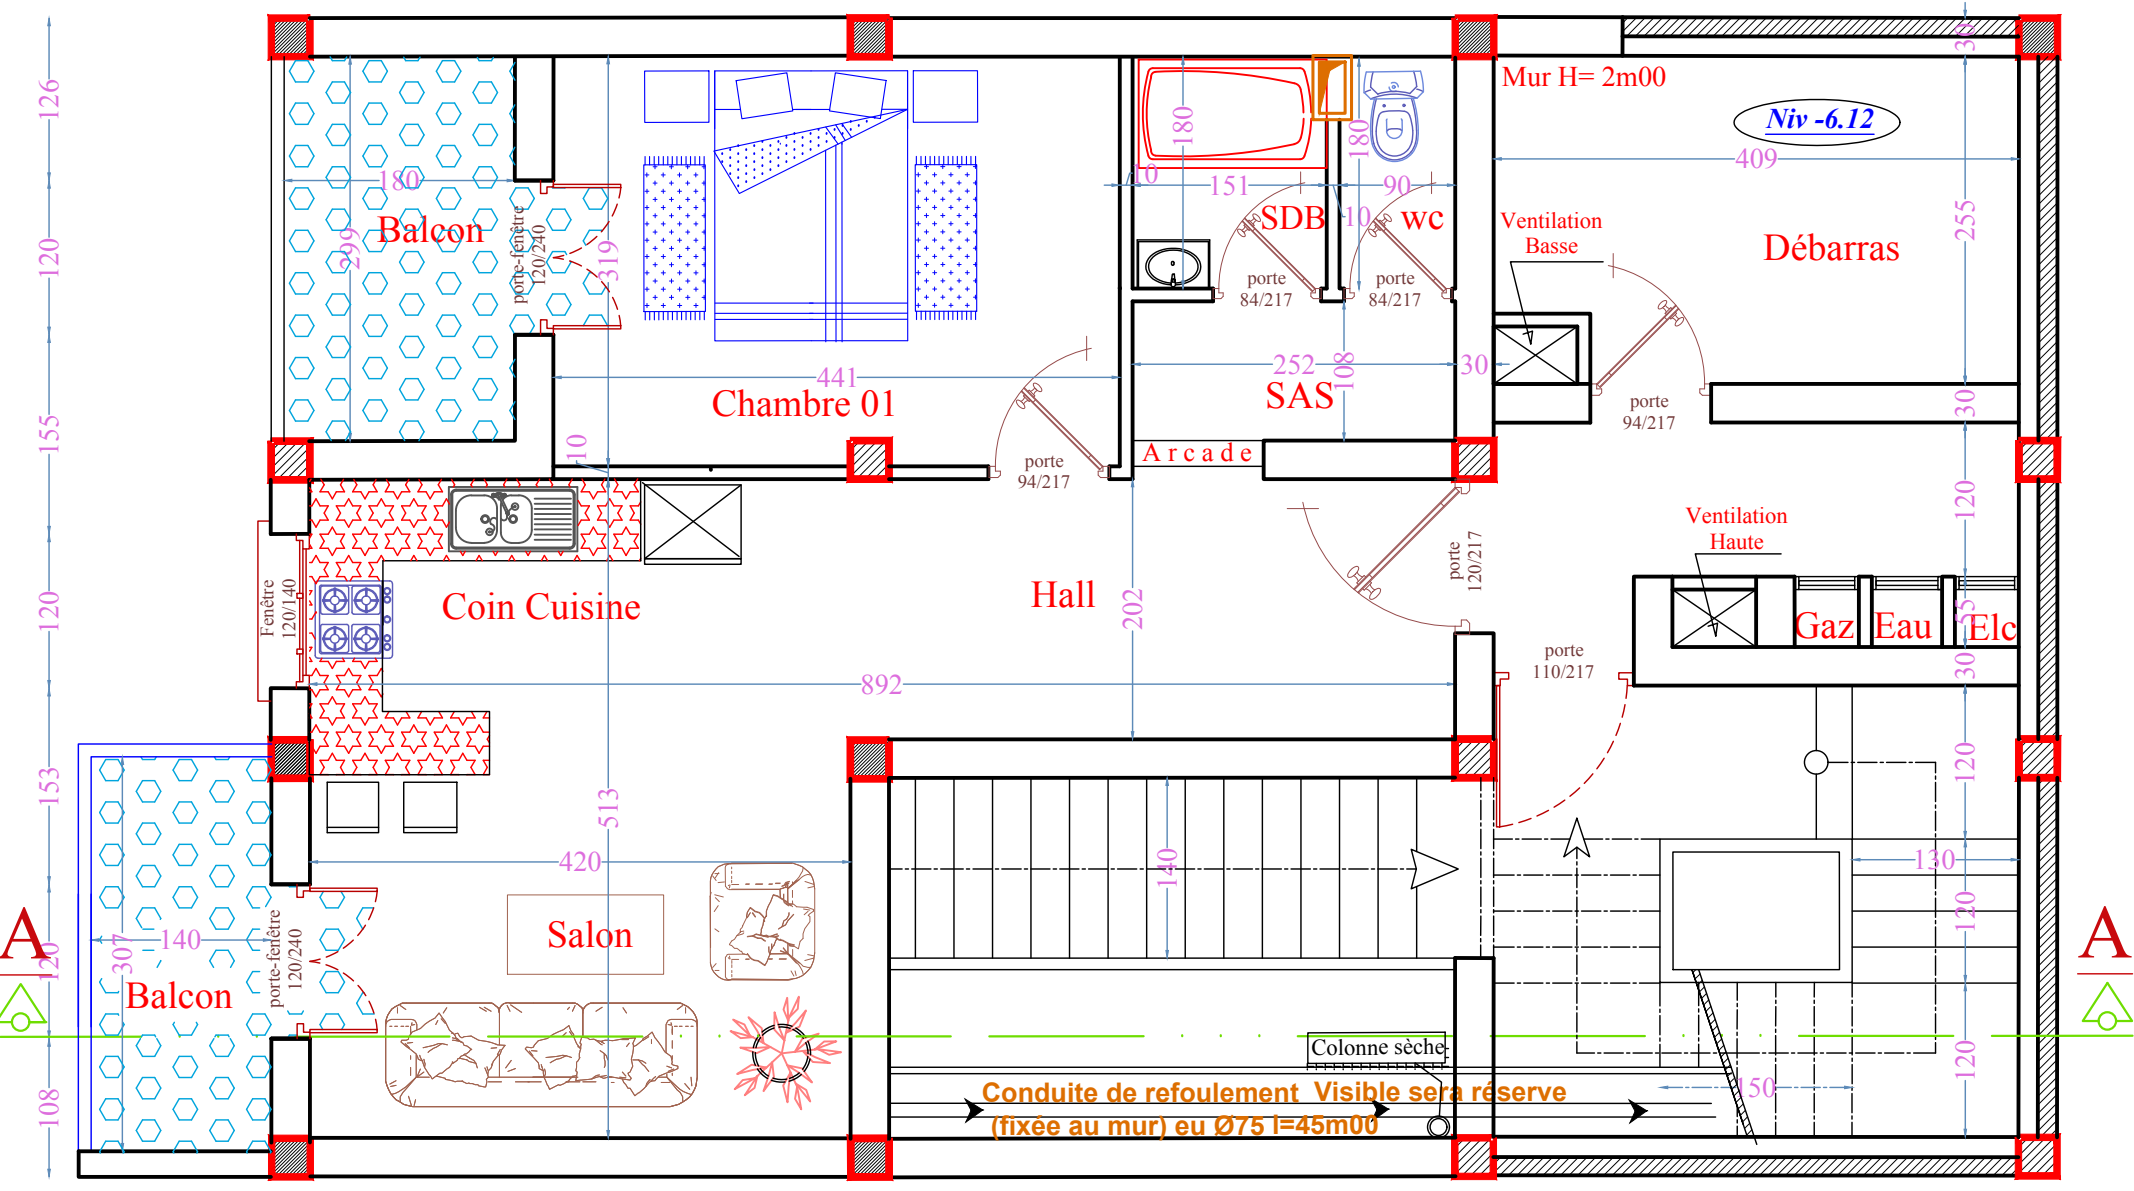 126
120
155
120
153
120
108
Balcon
180
299
porte-fenêtre
120/240
319
441
Chambre 01
10
10
180
151
SDB
180
90
10
wc
porte
84/217
porte
84/217
252
108
30
SAS
Arcade
porte
94/217
Mur H= 2m00
Niv -6.12
409
30
255
Ventilation
Basse
Débarras
porte
94/217
30
120
Ventilation
Haute
Gaz
Eau
Elc
55
30
porte
110/217
porte
120/217
Fenêtre
120/140
Coin Cuisine
Hall
202
892
513
420
140
120
130
120
120
150
A
A
140
307
Balcon
porte-fenêtre
120/240
Salon
Colonne sèche
Conduite de refoulement Visible sera réserve
(fixée au mur) eu Ø75 l=45m00